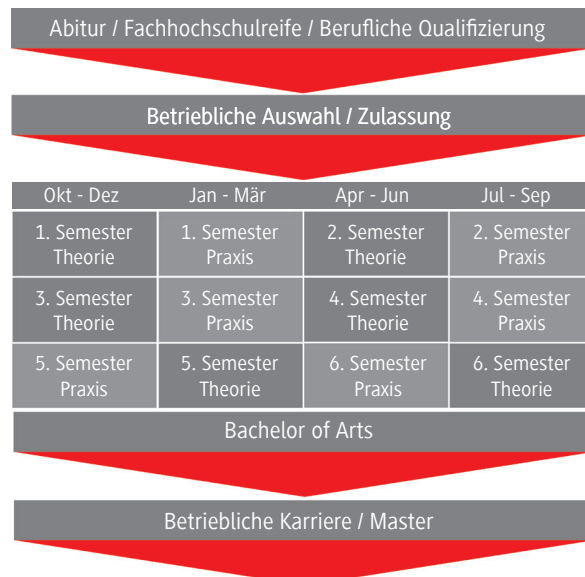 Abitur / Fachhochschulreife / Berufliche Qualifizierung
Betriebliche Auswahl / Zulassung
Okt - Dez Jan - Mär Apr - Jun Jul - Sep
1. Semester 1. Semester 2. Semester 2. Semester
Theorie Praxis Theorie Praxis
3. Semester 3. Semester 4. Semester 4. Semester
Theorie Praxis Theorie Praxis
5. Semester 5. Semester 6. Semester 6. Semester
Praxis Theorie Praxis Theorie
Bachelor of Arts
Betriebliche Karriere / Master